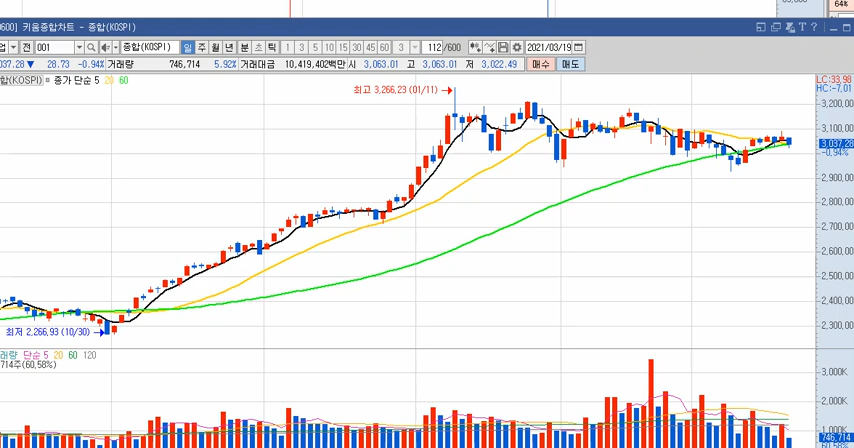 64%
0600] 키움종합차트 - 종합(KOSPI)
업 전 001 종합(KOSPI) 일 주 월 년 분 초 틱 1 3 5 10 15 30 45 60 3 112 /600 2021/03/19
037.28 ▼ 28.73 -0.94% 거래량 746,714 5.92% 거래대금 10,419,402백만 시 3,063.01 고 3,063.01 저 3,022.49 매수 매도
합(KOSPI) 종가 단순 5 20 60
LC:33.98
HC:-7.01
최고 3,266.23 (01/11) →
3,200.00
3,100.00
3,037.28
-0.94%
2,900.00
2,800.00
2,700.00
2,600.00
2,500.00
2,400.00
2,300.00
최저 2,266.93 (10/30) →
래량 단순 5 20 60 120
714주(60.58%)
3,000K
2,000K
1,000K
746,714
60.58%